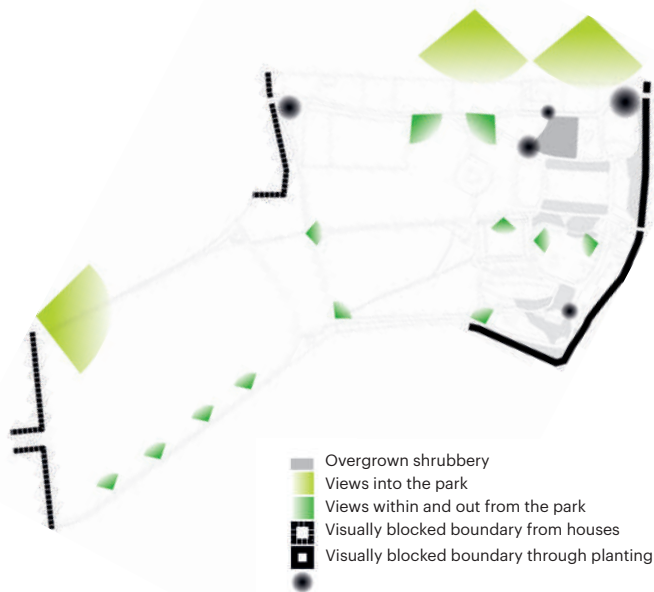 Overgrown shrubbery
Views into the park
Views within and out from the park
Visually blocked boundary from houses
Visually blocked boundary through planting